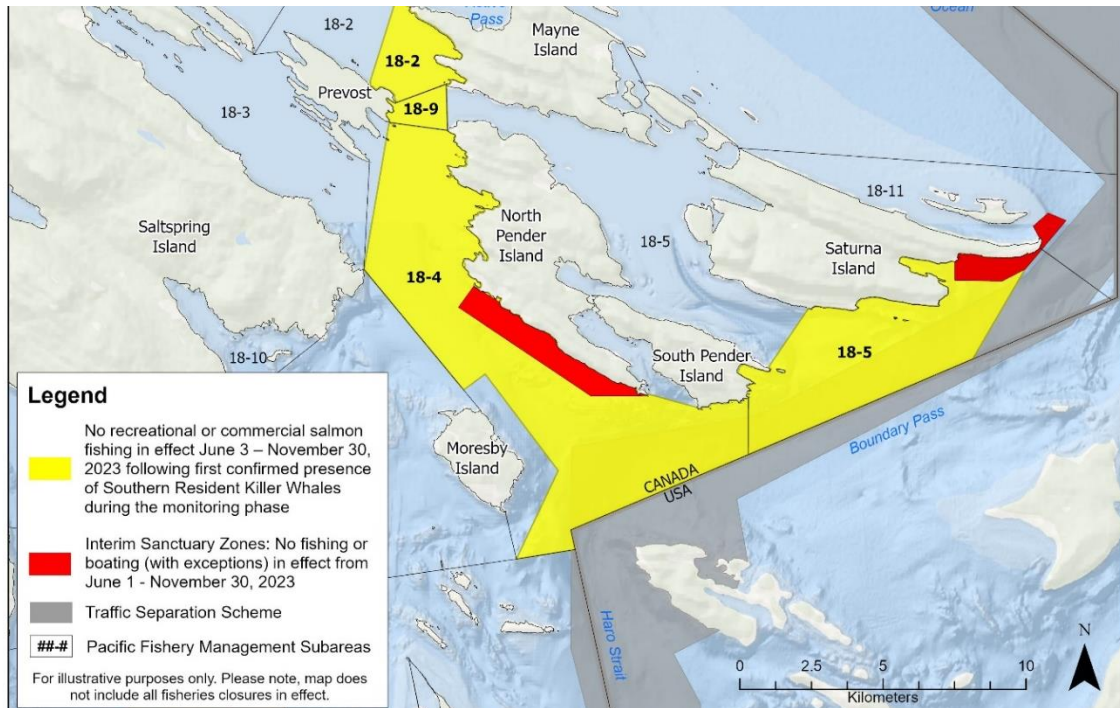 Active
Pass
Ocean
18-2
Mayne
Island
18-2
Prevost
18-9
18-3
18-11
Saltspring
Island
North
Pender
Island
18-5
Saturna
Island
18-4
18-10
South Pender
Island
18-5
Moresby
Island
Boundary Pass
CANADA
USA
Haro Strait
Legend
No recreational or commercial salmon
fishing in effect June 3 – November 30,
2023 following first confirmed presence
of Southern Resident Killer Whales
during the monitoring phase
Interim Sanctuary Zones: No fishing or
boating (with exceptions) in effect from
June 1 - November 30, 2023
Traffic Separation Scheme
##-# Pacific Fishery Management Subareas
For illustrative purposes only. Please note, map does
not include all fisheries closures in effect.
N
0 2.5 5 10
Kilometers